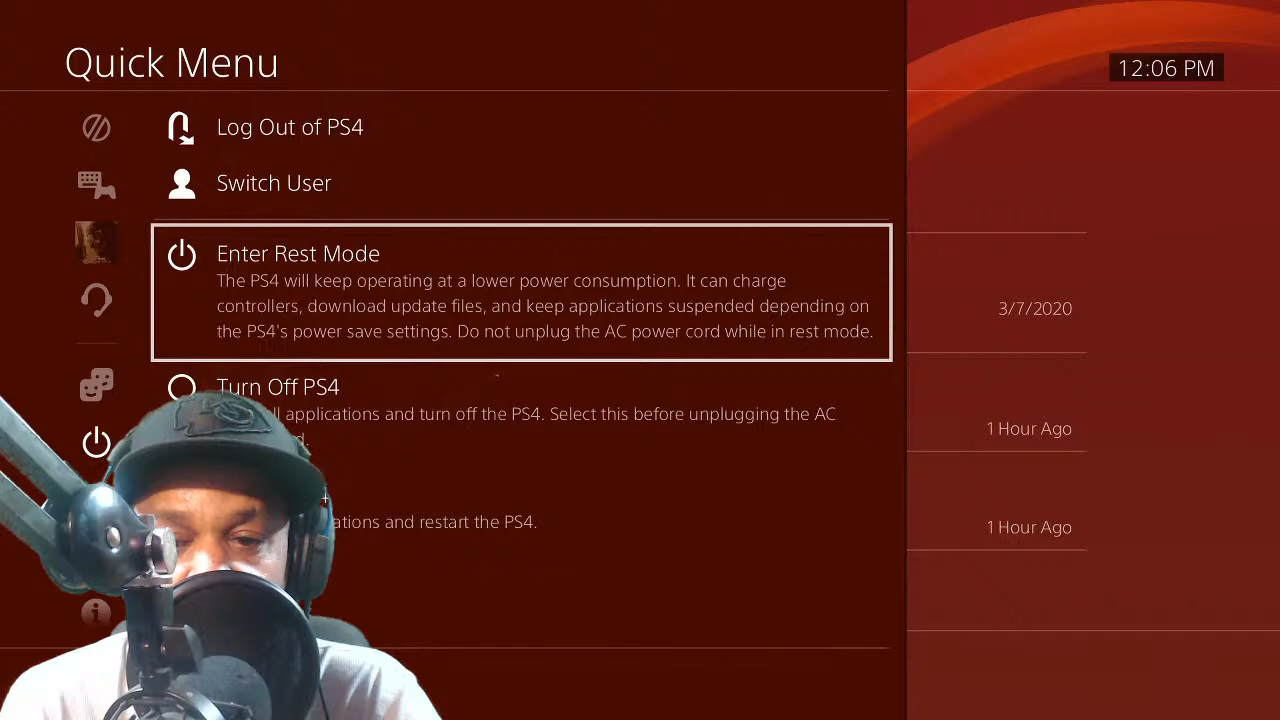 Quick Menu
12:06 PM
Log Out of PS4
Switch User
Enter Rest Mode
The PS4 will keep operating at a lower power consumption. It can charge
controllers, download update files, and keep applications suspended depending on
the PS4's power save settings. Do not unplug the AC power cord while in rest mode.
3/7/2020
Turn Off PS4
applications and turn off the PS4. Select this before unplugging the AC
1 Hour Ago
and restart the PS4.
1 Hour Ago